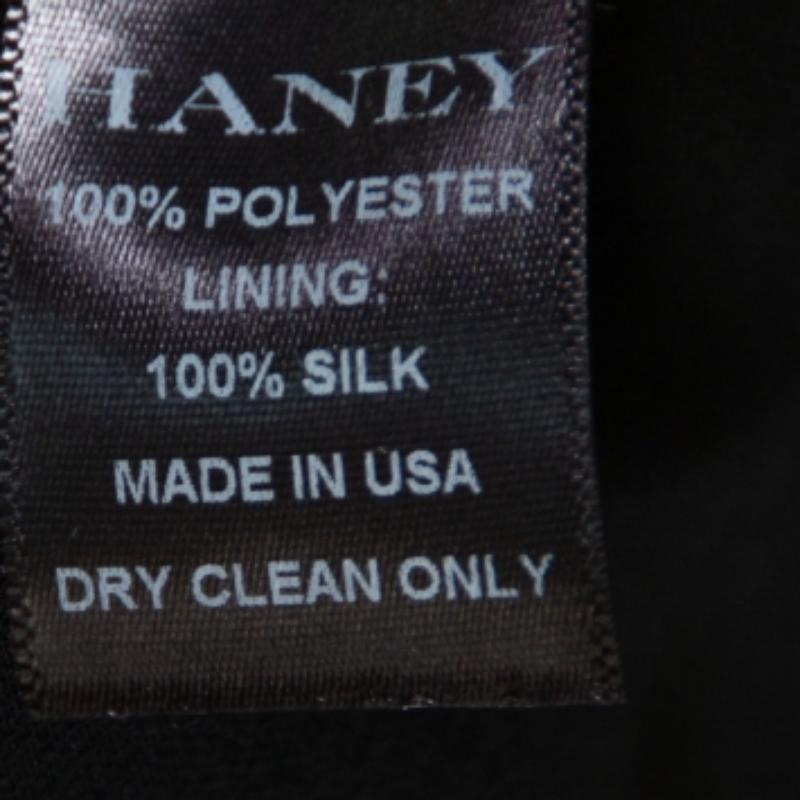 HANEY
100% POLYESTER
LINING:
100% SILK
MADE IN USA
DRY CLEAN ONLY